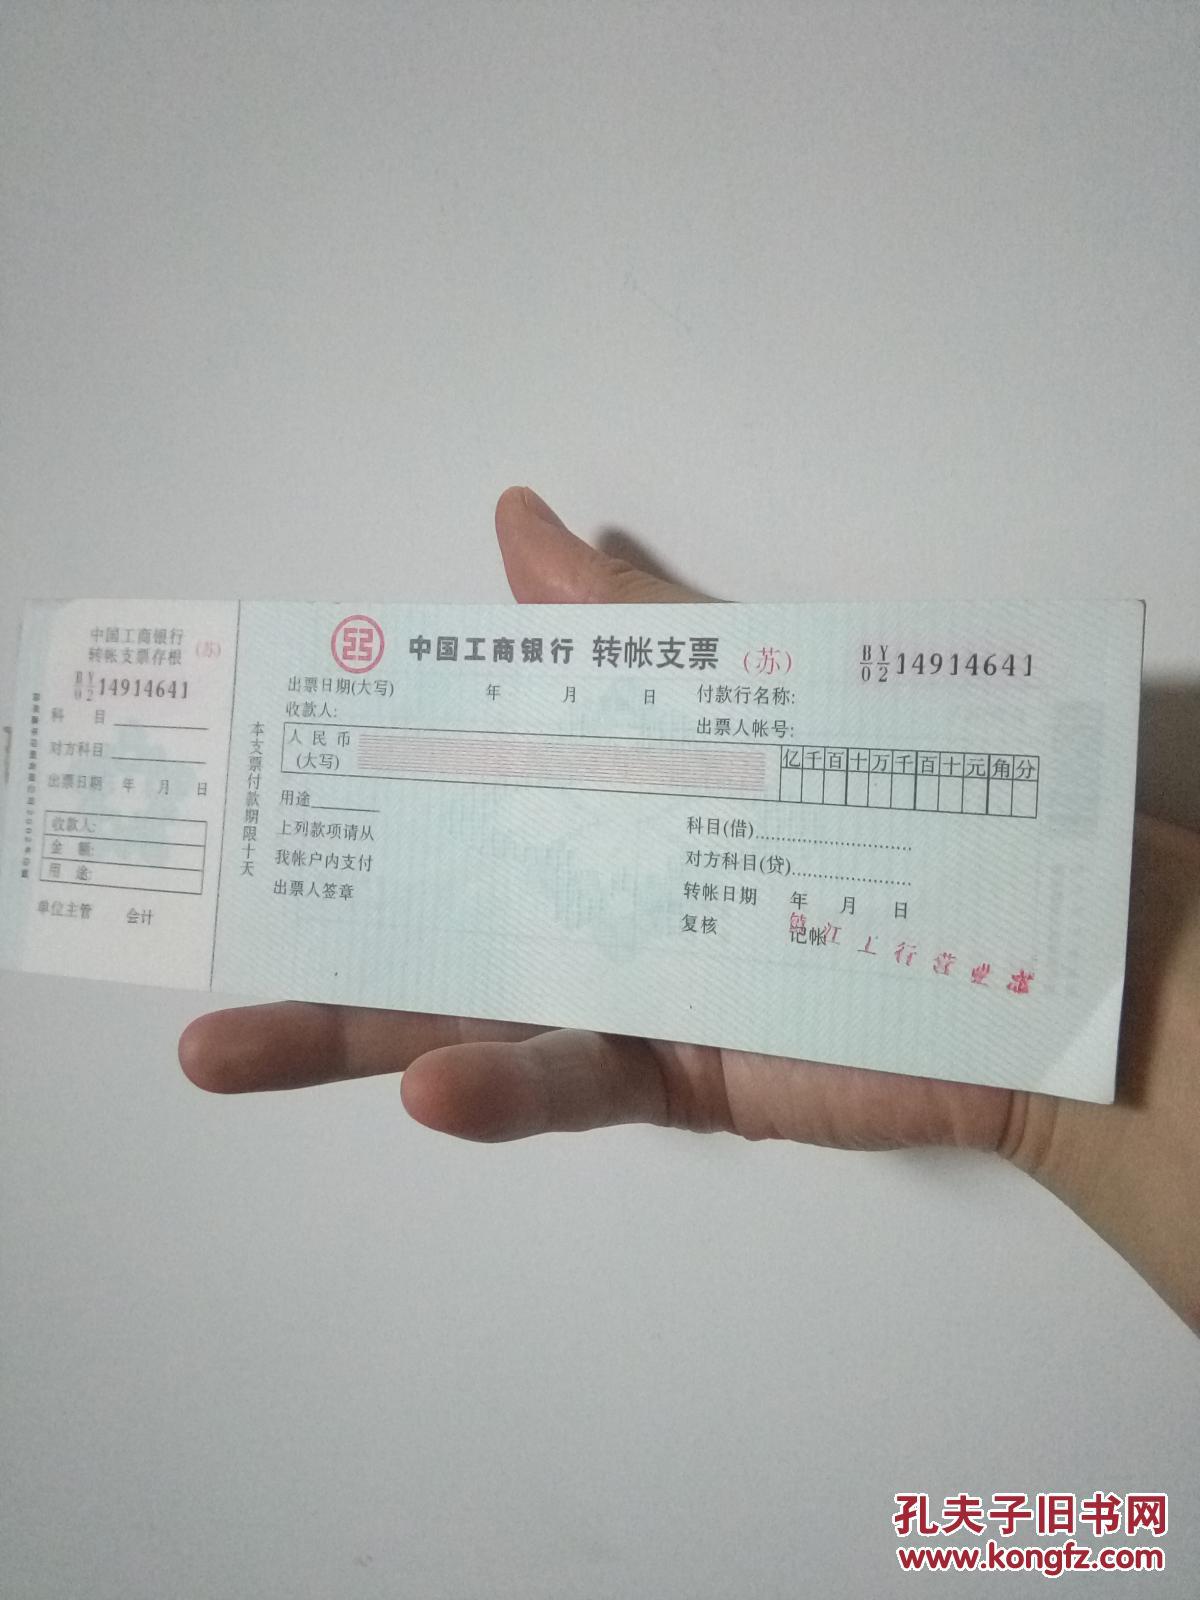 中国工商银行
转帐支票存根 (苏)
BY
02 14914641
科 目
对方科目
出票日期 年 月 日
收款人:
金 额:
用 途:
单位主管 会计
本支票付款期限十天
中国工商银行 转帐支票 (苏) BY
02 14914641
出票日期(大写) 年 月 日 付款行名称:
收款人: 出票人帐号:
人民币
(大写)
亿千百十万千百十元角分
用途
上列款项请从
我帐户内支付
出票人签章
科目(借)
对方科目(贷)
转帐日期 年 月 日
复核 记帐
镇江工行营业部
孔夫子旧书网
www.kongfz.com